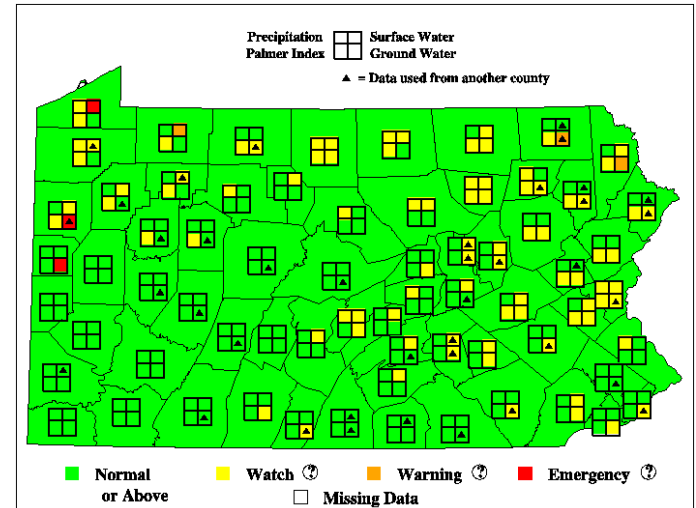 Precipitation Surface Water
Palmer Index Ground Water
▲ = Data used from another county
Normal or Above
Watch ?
Warning ?
Emergency ?
Missing Data